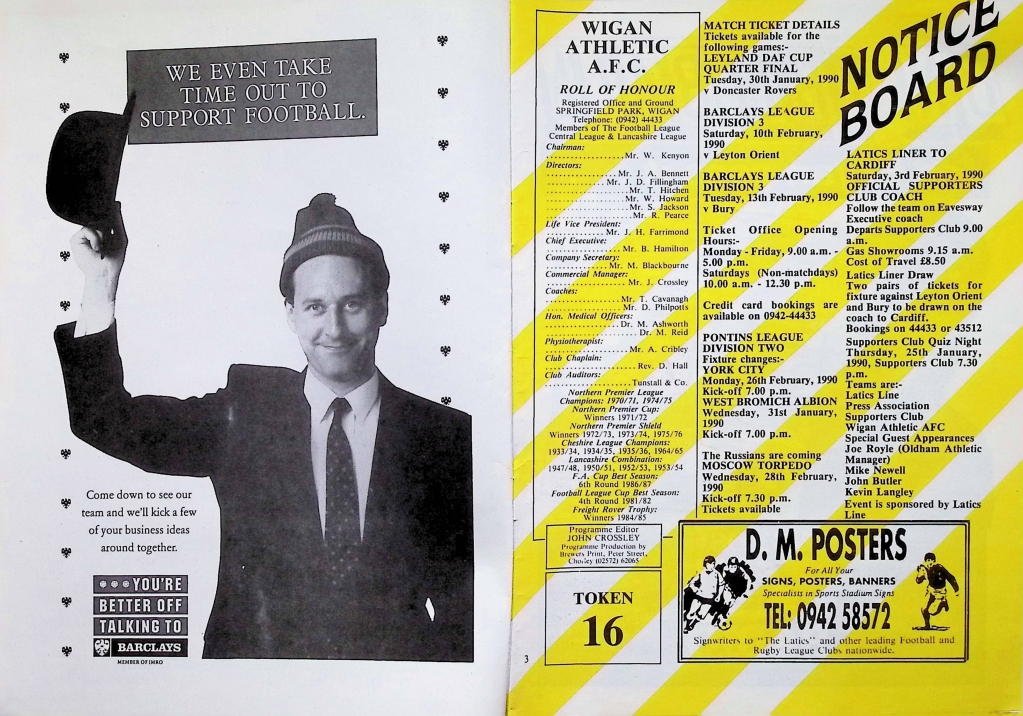 WE EVEN TAKE
TIME OUT TO
SUPPORT FOOTBALL.
Come down to see our
team and we'll kick a few
of your business ideas
around together.
YOU'RE
BETTER OFF
TALKING TO
BARCLAYS
MEMBER OF IMRO
WIGAN
ATHLETIC
A.F.C.
ROLL OF HONOUR
Registered Office and Ground
SPRINGFIELD PARK, WIGAN
Telephone: (0942) 44433
Members of The Football League
Central League & Lancashire League
Chairman:
Mr. W. Kenyon
Directors:
Mr. J. A. Bennett
Mr. J. D. Fillingham
Mr. T. Hitchen
Mr. W. Howard
Mr. S. Jackson
Mr. R. Pearce
Life Vice President:
Mr. J. H. Farrimond
Chief Executive:
Mr. B. Hamilton
Company Secretary:
Mr. M. Blackbourne
Commercial Manager:
Mr. J. Crossley
Coaches:
Mr. T. Cavanagh
Mr. D. Philpotts
Hon. Medical Officers:
Dr. M. Ashworth
Dr. M. Reid
Physiotherapist:
Mr. A. Cribley
Club Chaplain:
Rev. D. Hall
Club Auditors:
Tunstall & Co.
Northern Premier League
Champions: 1970/71, 1974/75
Northern Premier Cup:
Winners 1971/72
Northern Premier Shield
Winners 1972/73, 1973/74, 1975/76
Cheshire League Champions:
1933/34, 1934/35, 1935/36, 1964/65
Lancashire Combination:
1947/48, 1950/51, 1952/53, 1953/54
F.A. Cup Best Season:
6th Round 1986/87
Football League Cup Best Season:
4th Round 1981/82
Freight Rover Trophy:
Winners 1984/85
Programme Editor
JOHN CROSSLEY
Programme Production by
Brewers Print, Peter Street,
Chorley (02572) 62065
TOKEN
16
3
MATCH TICKET DETAILS
Tickets available for the
following games:-
LEYLAND DAF CUP
QUARTER FINAL
Tuesday, 30th January, 1990
v Doncaster Rovers
BARCLAYS LEAGUE
DIVISION 3
Saturday, 10th February,
1990
v Leyton Orient
BARCLAYS LEAGUE
DIVISION 3
Tuesday, 13th February, 1990
v Bury
Ticket Office Opening
Hours:-
Monday - Friday, 9.00 a.m. -
5.00 p.m.
Saturdays (Non-matchdays)
10.00 a.m. - 12.30 p.m.
Credit card bookings are
available on 0942-44433
PONTINS LEAGUE
DIVISION TWO
Fixture changes:-
YORK CITY
Monday, 26th February, 1990
Kick-off 7.00 p.m.
WEST BROMICH ALBION
Wednesday, 31st January,
1990
Kick-off 7.00 p.m.
The Russians are coming
MOSCOW TORPEDO
Wednesday, 28th February,
1990
Kick-off 7.30 p.m.
Tickets available
NOTICE
BOARD
LATICS LINER TO
CARDIFF
Saturday, 3rd February, 1990
OFFICIAL SUPPORTERS
CLUB COACH
Follow the team on Eavesway
Executive coach
Departs Supporters Club 9.00
a.m.
Gas Showrooms 9.15 a.m.
Cost of Travel £8.50
Latics Liner Draw
Two pairs of tickets for
fixture against Leyton Orient
and Bury to be drawn on the
coach to Cardiff.
Bookings on 44433 or 43512
Supporters Club Quiz Night
Thursday, 25th January,
1990, Supporters Club 7.30
p.m.
Teams are:-
Latics Line
Press Association
Supporters Club
Wigan Athletic AFC
Special Guest Appearances
Joe Royle (Oldham Athletic
Manager)
Mike Newell
John Butler
Kevin Langley
Event is sponsored by Latics
Line
D. M. POSTERS
For All Your
SIGNS, POSTERS, BANNERS
Specialists in Sports Stadium Signs
TEL: 0942 58572
Signwriters to "The Latics" and other leading Football and
Rugby League Clubs nationwide.